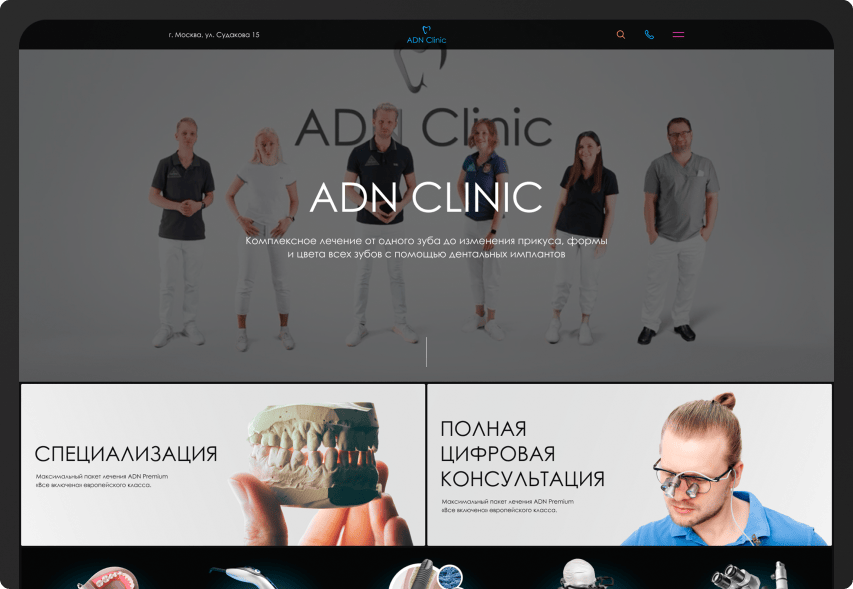 г. Москва, ул. Судакова 15
ADN Clinic
ADN Clinic
ADN CLINIC
Комплексное лечение от одного зуба до изменения прикуса, формы
и цвета всех зубов с помощью дентальных имплантов
СПЕЦИАЛИЗАЦИЯ
Максимальный пакет лечения ADN Premium
«Все включено» европейского класса.
ПОЛНАЯ
ЦИФРОВАЯ
КОНСУЛЬТАЦИЯ
Максимальный пакет лечения ADN Premium
«Все включено» европейского класса.